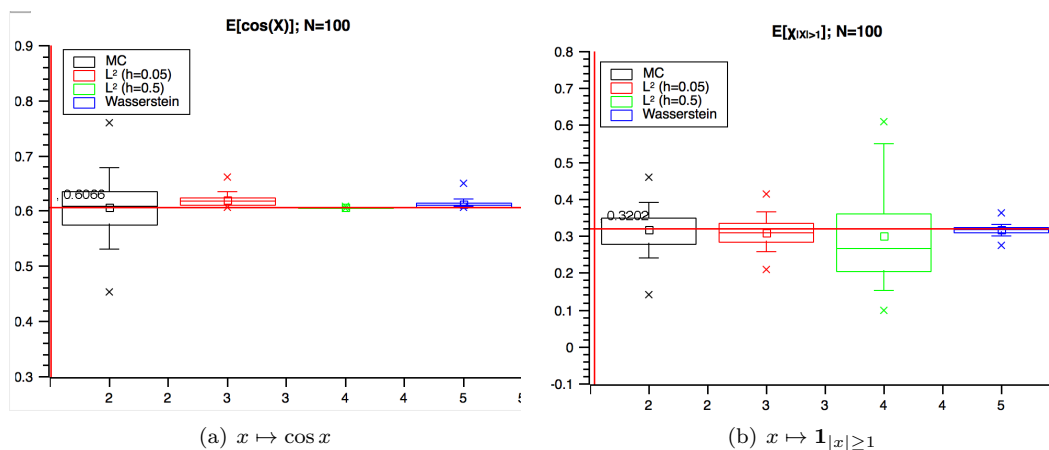 E[cos(X)]; N=100
0.9
0.8
0.7
0.6
0.5
0.4
0.3
MC
L² (h=0.05)
L² (h=0.5)
Wasserstein
, 0.6066
2 2 3 3 4 4 5 5
(a) x ↦ cos x
E[χ|X|>1]; N=100
0.8
0.7
0.6
0.5
0.4
0.3
0.2
0.1
0
-0.1
MC
L² (h=0.05)
L² (h=0.5)
Wasserstein
0.3202
2 2 3 3 4 4 5
(b) x ↦ 1|x|≥1